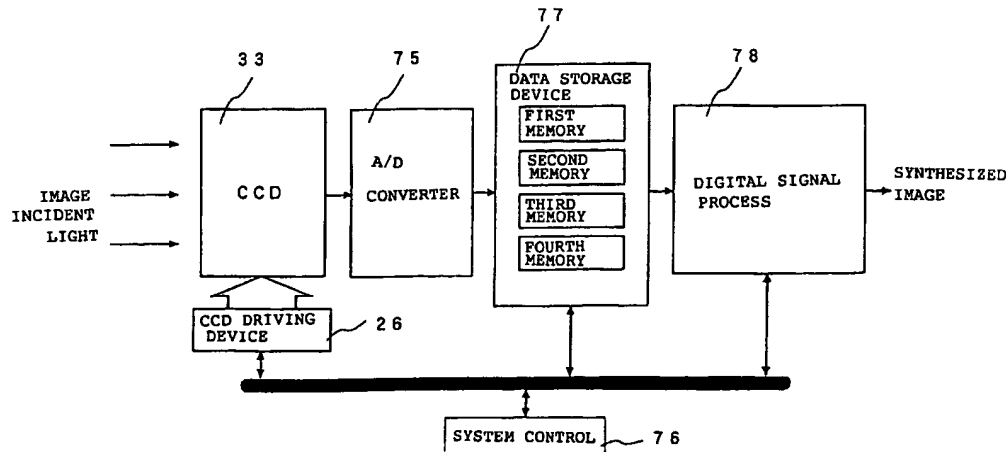 77
33
75
78
DATA STORAGE
DEVICE
FIRST
MEMORY
SECOND
MEMORY
THIRD
MEMORY
FOURTH
MEMORY
IMAGE
INCIDENT
LIGHT
CCD
A/D
CONVERTER
DIGITAL SIGNAL
PROCESS
SYNTHESIZED
IMAGE
CCD DRIVING
DEVICE
26
SYSTEM CONTROL
76